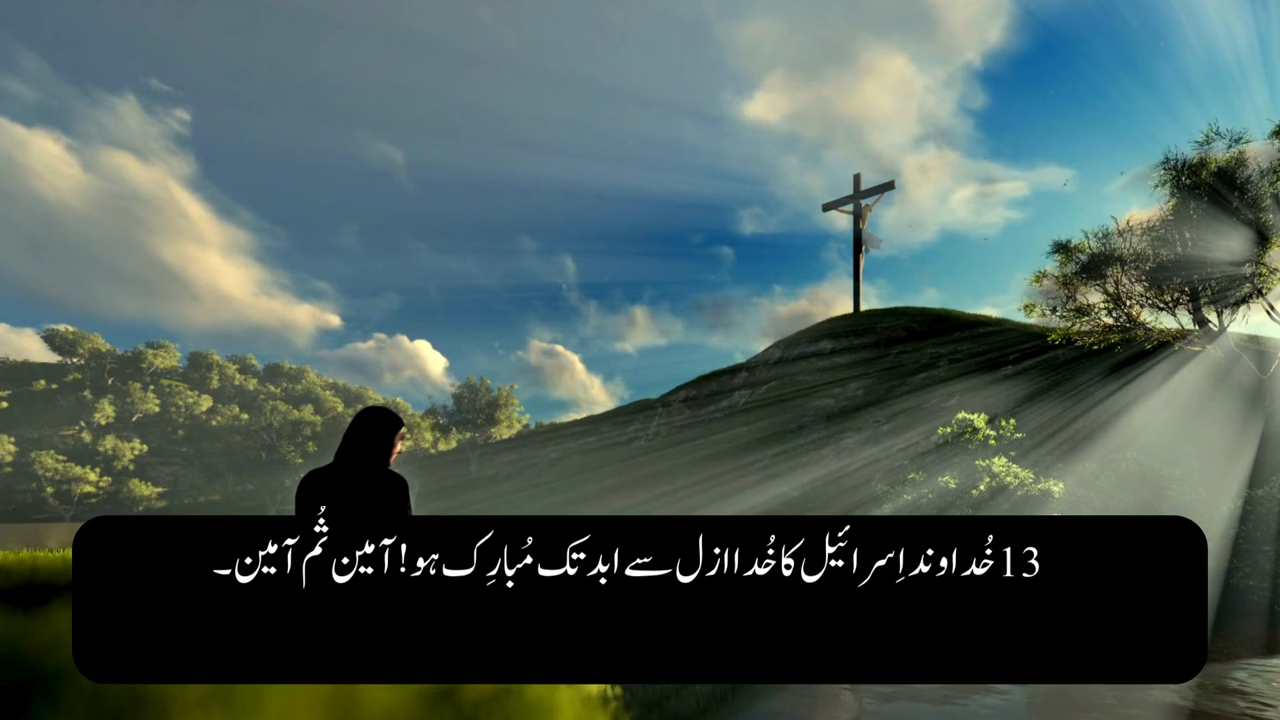 13 خُداوند اِسرائیل کا خُدا ازل سے ابد تک مُبارِک ہو! آمین ثُم آمین۔